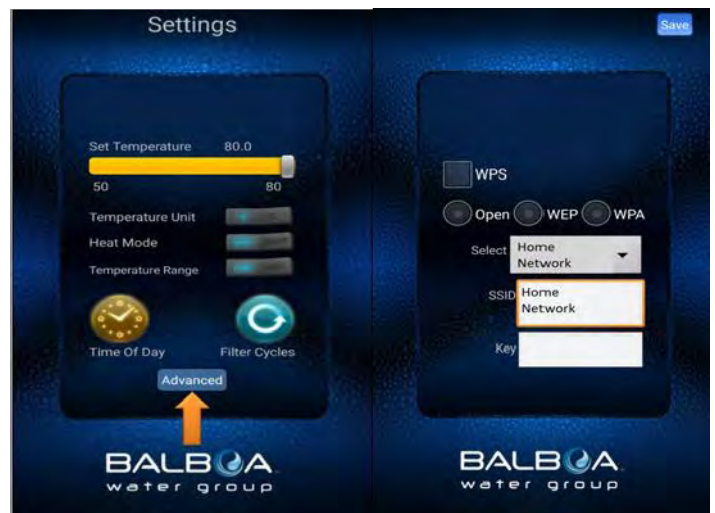 Settings
Set Temperature 80.0
50 80
Temperature Unit
Heat Mode
Temperature Range
Time Of Day Filter Cycles
Advanced
BALBOA
water group
Save
WPS
Open WEP WPA
Select Home
Network
SSID Home
Network
Key
BALBOA
water group